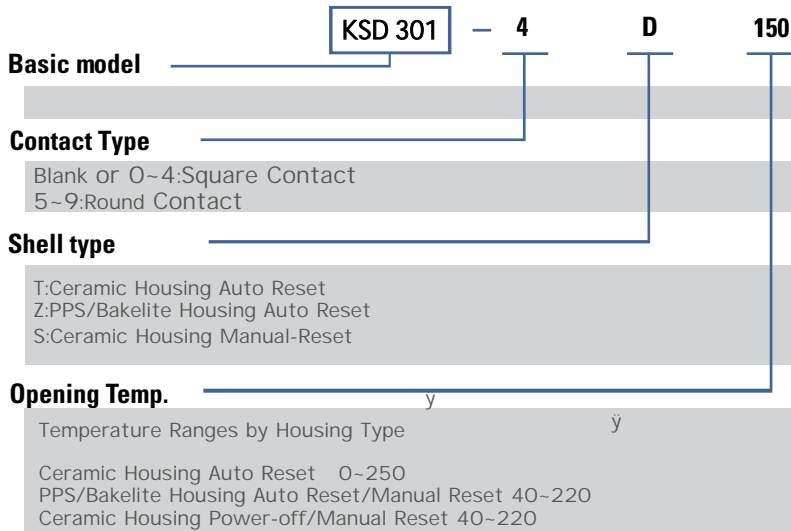 KSD 301 – 4 D 150
Basic model
Contact Type
Blank or O~4:Square Contact
5~9:Round Contact
Shell type
T:Ceramic Housing Auto Reset
Z:PPS/Bakelite Housing Auto Reset
S:Ceramic Housing Manual-Reset
Opening Temp.
y
ÿ
Temperature Ranges by Housing Type
Ceramic Housing Auto Reset 0~250
PPS/Bakelite Housing Auto Reset/Manual Reset 40~220
Ceramic Housing Power-off/Manual Reset 40~220